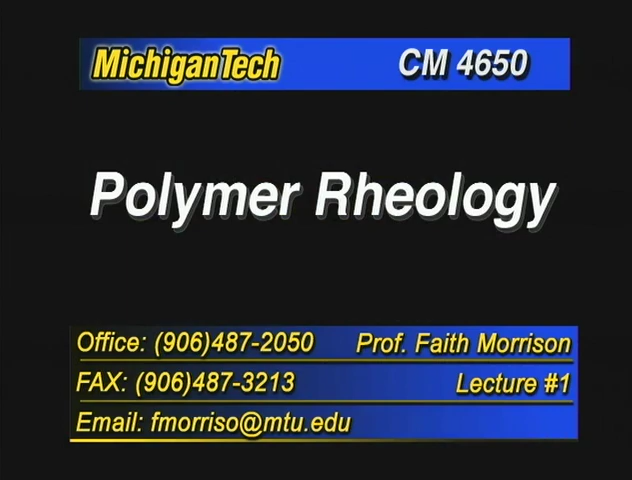 MichiganTech CM 4650
Polymer Rheology
Office: (906)487-2050 Prof. Faith Morrison
FAX: (906)487-3213 Lecture #1
Email: fmorriso@mtu.edu